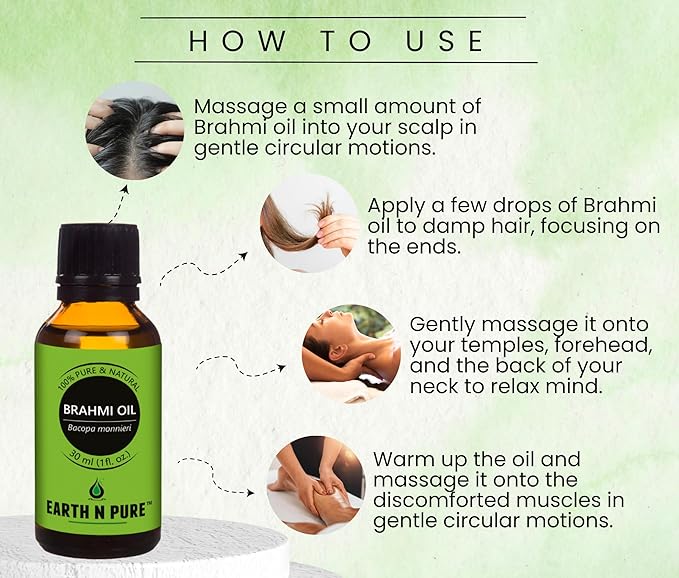 HOW TO USE
Massage a small amount of
Brahmi oil into your scalp in
gentle circular motions.
Apply a few drops of Brahmi
oil to damp hair, focusing on
the ends.
Gently massage it onto
your temples, forehead,
and the back of your
neck to relax mind.
Warm up the oil and
massage it onto the
discomforted muscles in
gentle circular motions.
100% PURE & NATURAL
BRAHMI OIL
Bacopa monnieri
30 ml (1 fl. oz.)
EARTH N PURE™